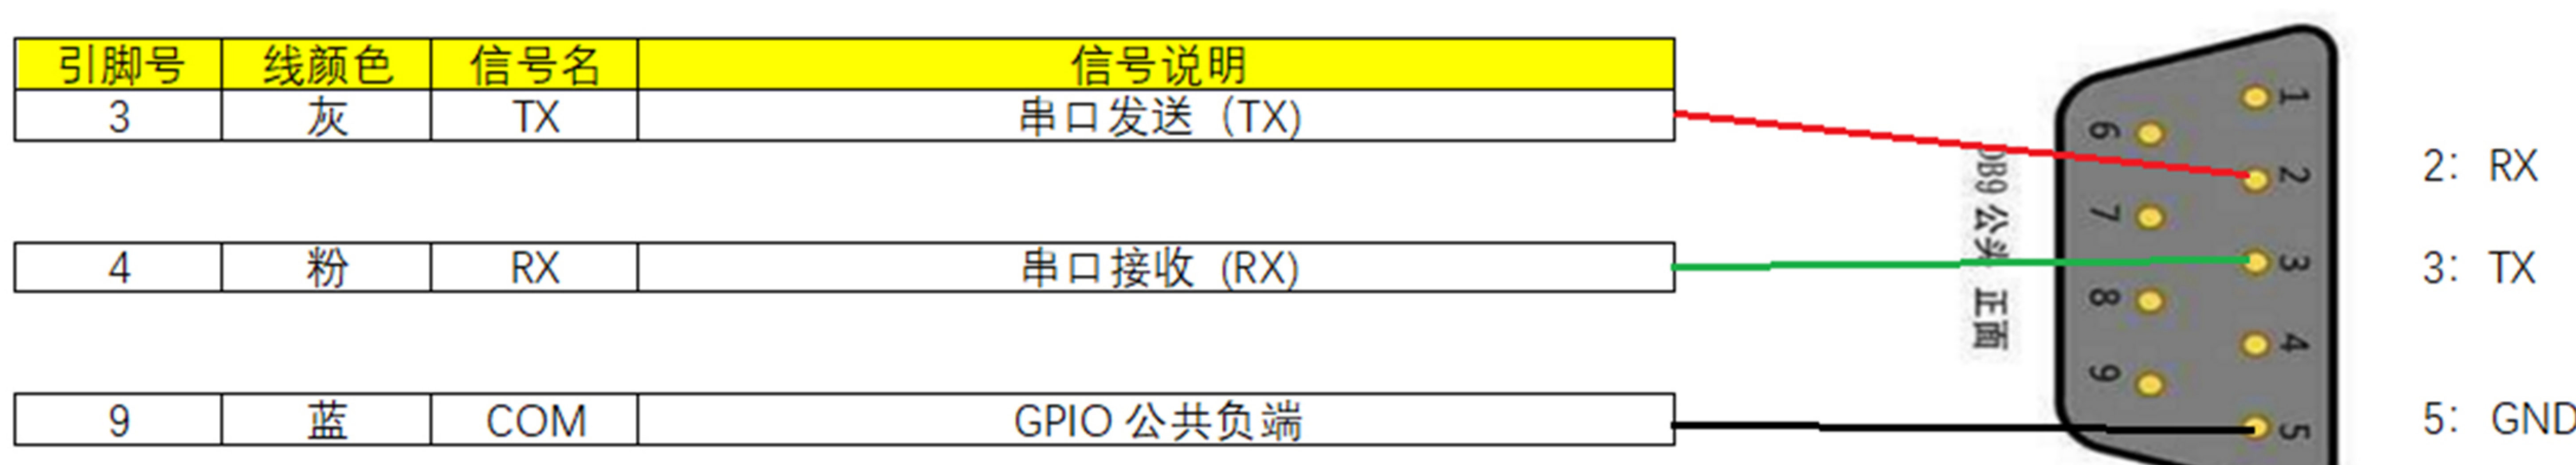 引脚号 线颜色 信号名 信号说明
3 灰 TX 串口发送（TX)
4 粉 RX 串口接收 (RX)
9 蓝 COM GPIO 公共负端
DB9 公头 正面
1
2
3
4
5
6
7
8
9
2: RX
3: TX
5: GND